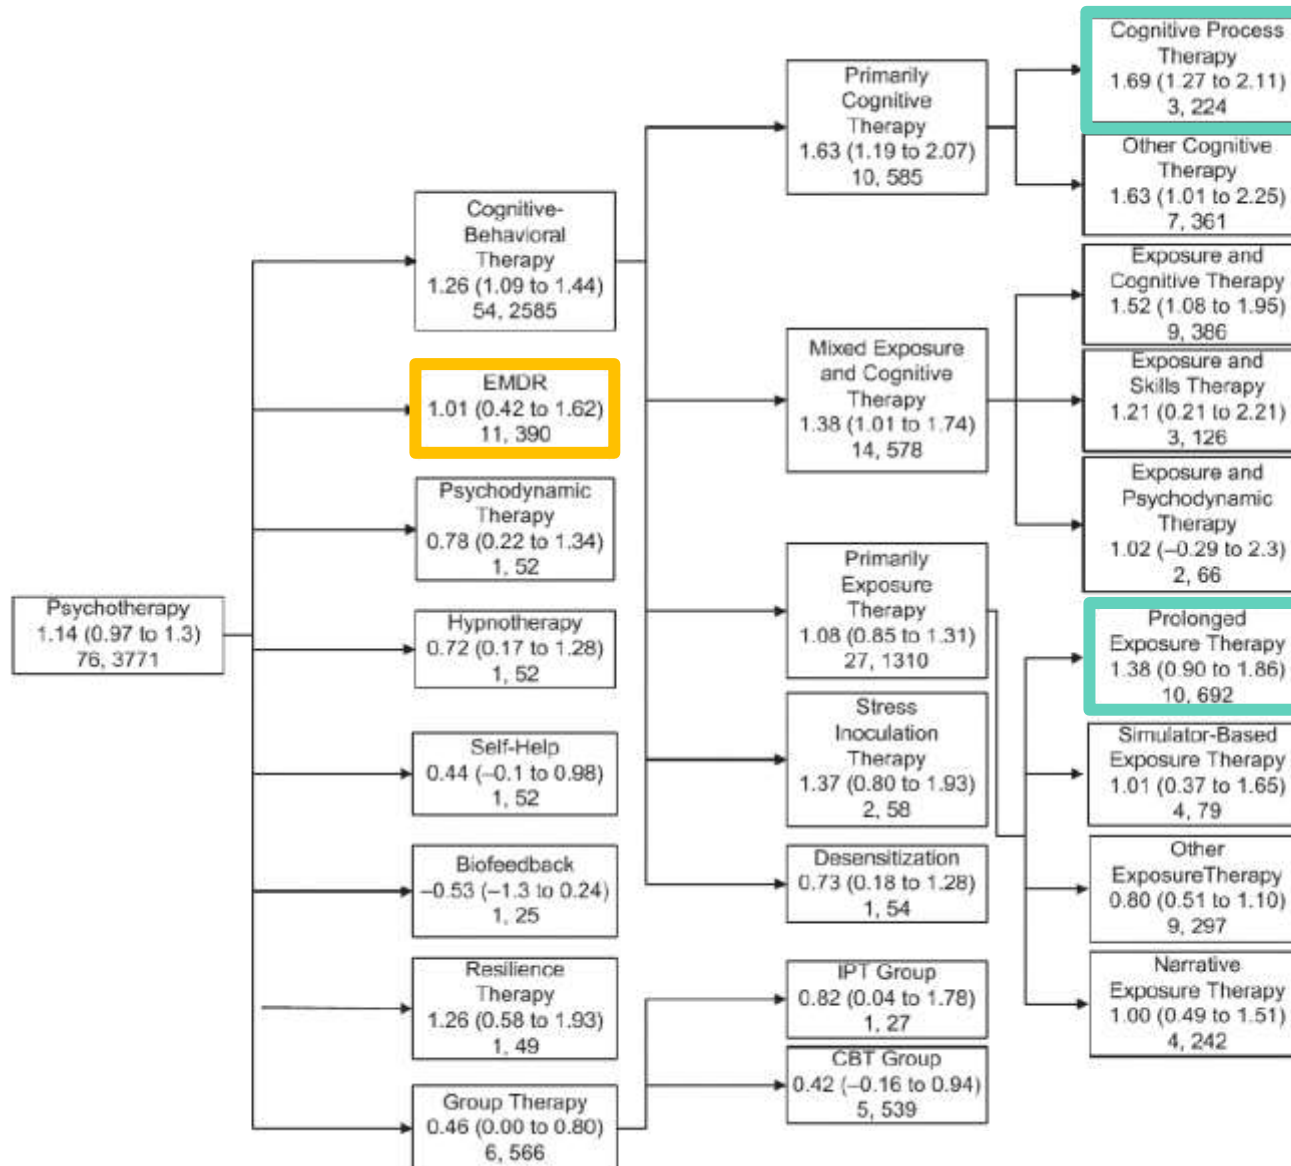 Psychotherapy
1.14 (0.97 to 1.3)
76, 3771
Cognitive-
Behavioral
Therapy
1.26 (1.09 to 1.44)
54, 2585
EMDR
1.01 (0.42 to 1.62)
11, 390
Psychodynamic
Therapy
0.78 (0.22 to 1.34)
1, 52
Hypnotherapy
0.72 (0.17 to 1.28)
1, 52
Self-Help
0.44 (–0.1 to 0.98)
1, 52
Biofeedback
–0.53 (–1.3 to 0.24)
1, 25
Resilience
Therapy
1.26 (0.58 to 1.93)
1, 49
Group Therapy
0.46 (0.00 to 0.80)
6, 566
Primarily
Cognitive
Therapy
1.63 (1.19 to 2.07)
10, 585
Mixed Exposure
and Cognitive
Therapy
1.38 (1.01 to 1.74)
14, 578
Primarily
Exposure
Therapy
1.08 (0.85 to 1.31)
27, 1310
Stress
Inoculation
Therapy
1.37 (0.80 to 1.93)
2, 58
Desensitization
0.73 (0.18 to 1.28)
1, 54
IPT Group
0.82 (0.04 to 1.78)
1, 27
CBT Group
0.42 (–0.16 to 0.94)
5, 539
Cognitive Process
Therapy
1.69 (1.27 to 2.11)
3, 224
Other Cognitive
Therapy
1.63 (1.01 to 2.25)
7, 361
Exposure and
Cognitive Therapy
1.52 (1.08 to 1.95)
9, 386
Exposure and
Skills Therapy
1.21 (0.21 to 2.21)
3, 126
Exposure and
Psychodynamic
Therapy
1.02 (–0.29 to 2.3)
2, 66
Prolonged
Exposure Therapy
1.38 (0.90 to 1.86)
10, 692
Simulator-Based
Exposure Therapy
1.01 (0.37 to 1.65)
4, 79
Other
ExposureTherapy
0.80 (0.51 to 1.10)
9, 297
Narrative
Exposure Therapy
1.00 (0.49 to 1.51)
4, 242